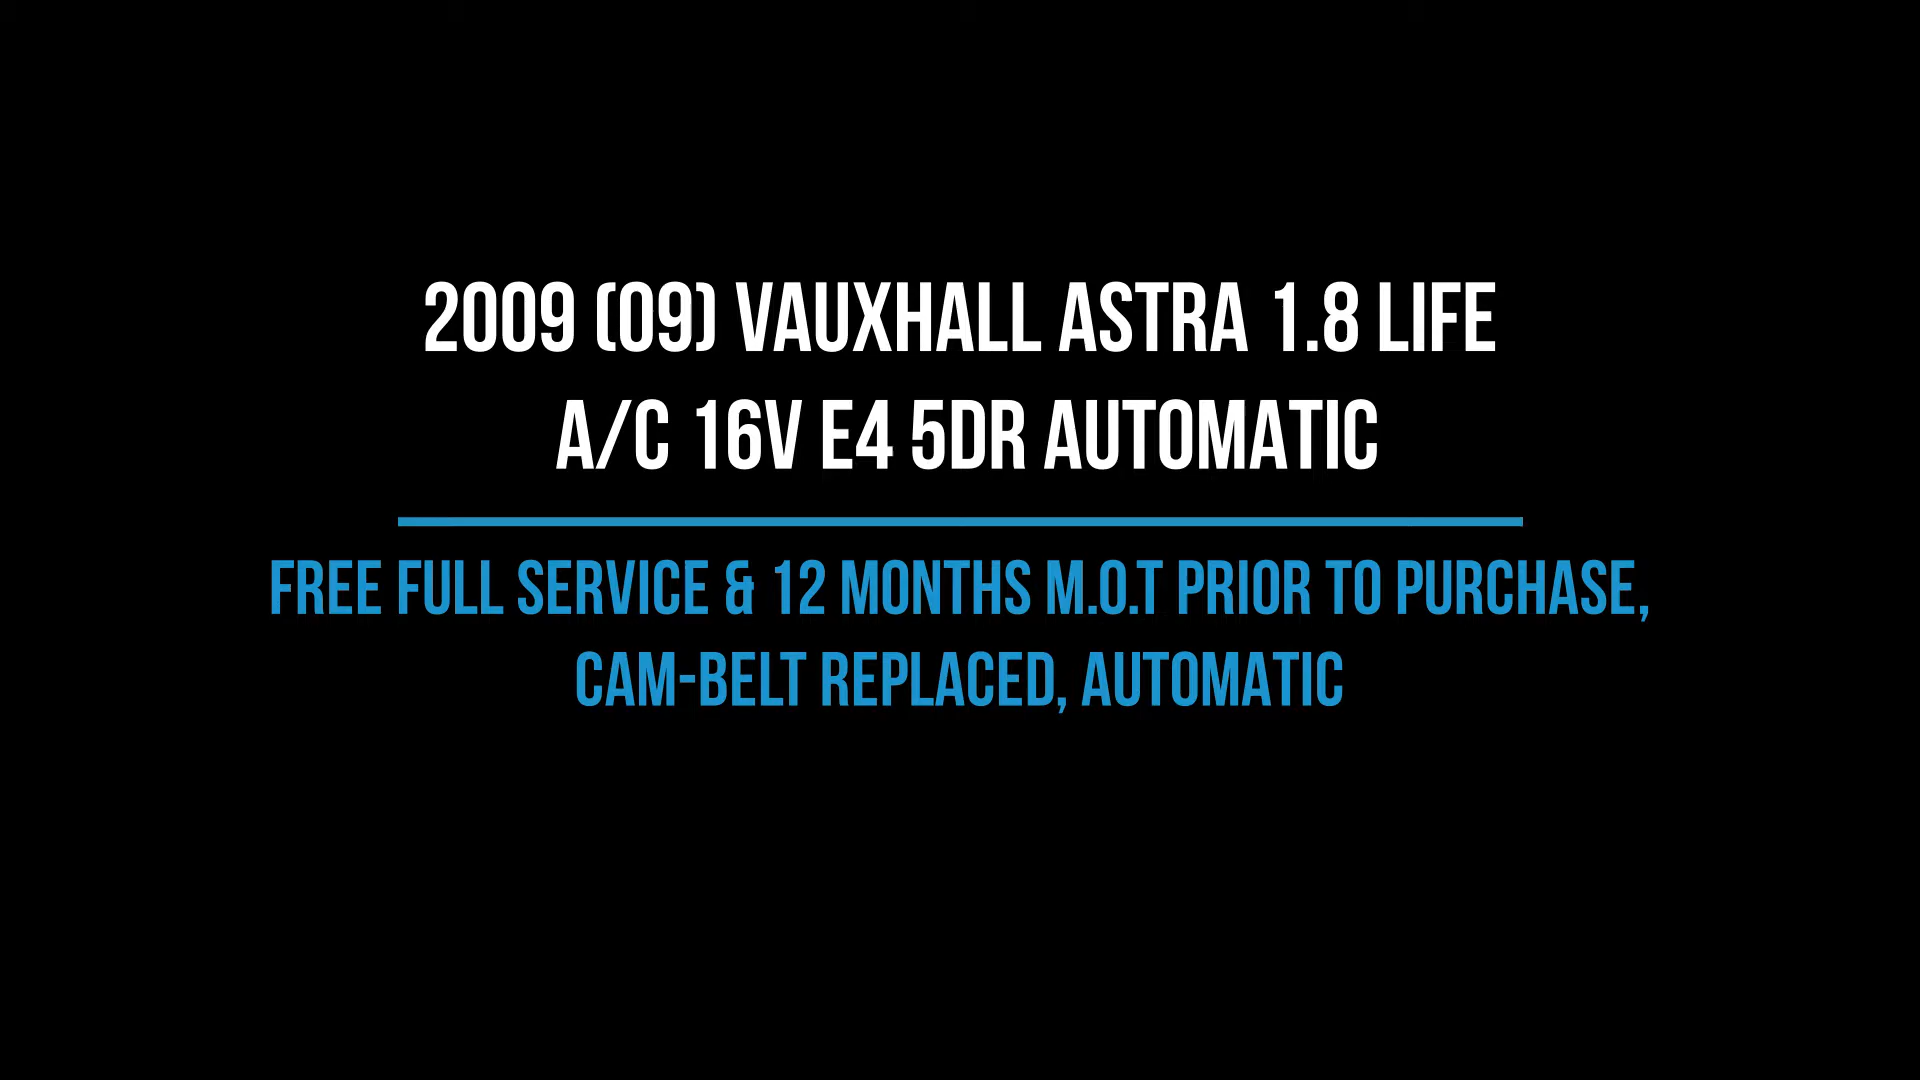 2009 (09) VAUXHALL ASTRA 1.8 LIFE
A/C 16V E4 5DR AUTOMATIC
FREE FULL SERVICE & 12 MONTHS M.O.T PRIOR TO PURCHASE,
CAM-BELT REPLACED, AUTOMATIC